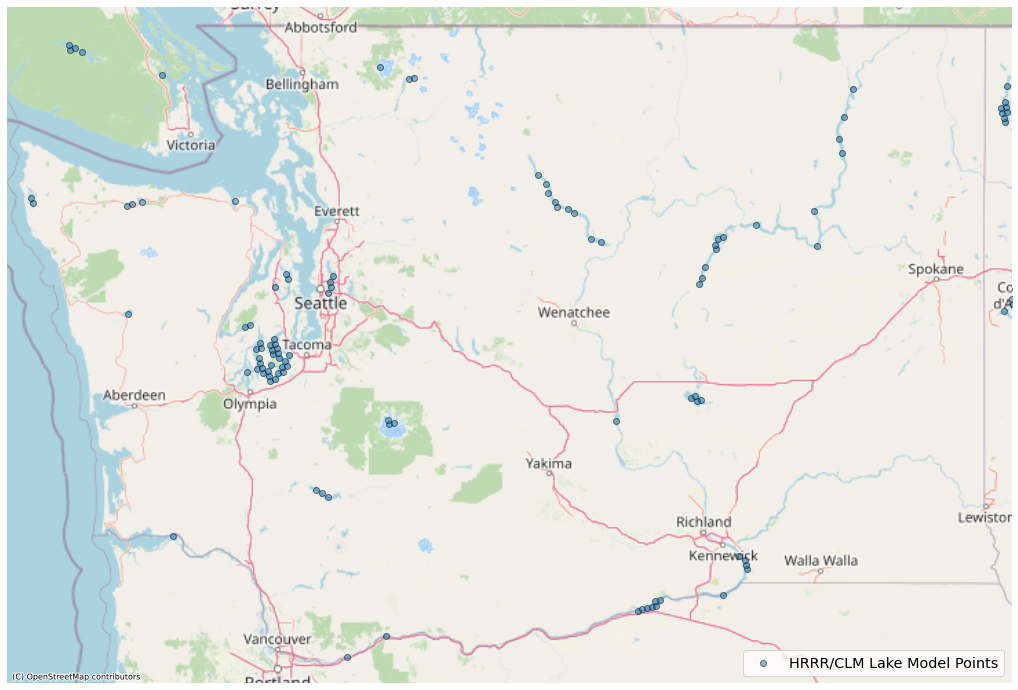 Surrey
Abbotsford
Bellingham
Victoria
Everett
Spokane
Seattle
Wenatchee
Tacoma
Aberdeen
Olympia
Yakima
Richland
Lewiston
Kennewick
Walla Walla
Vancouver
Portland
HRRR/CLM Lake Model Points
(C) OpenStreetMap contributors